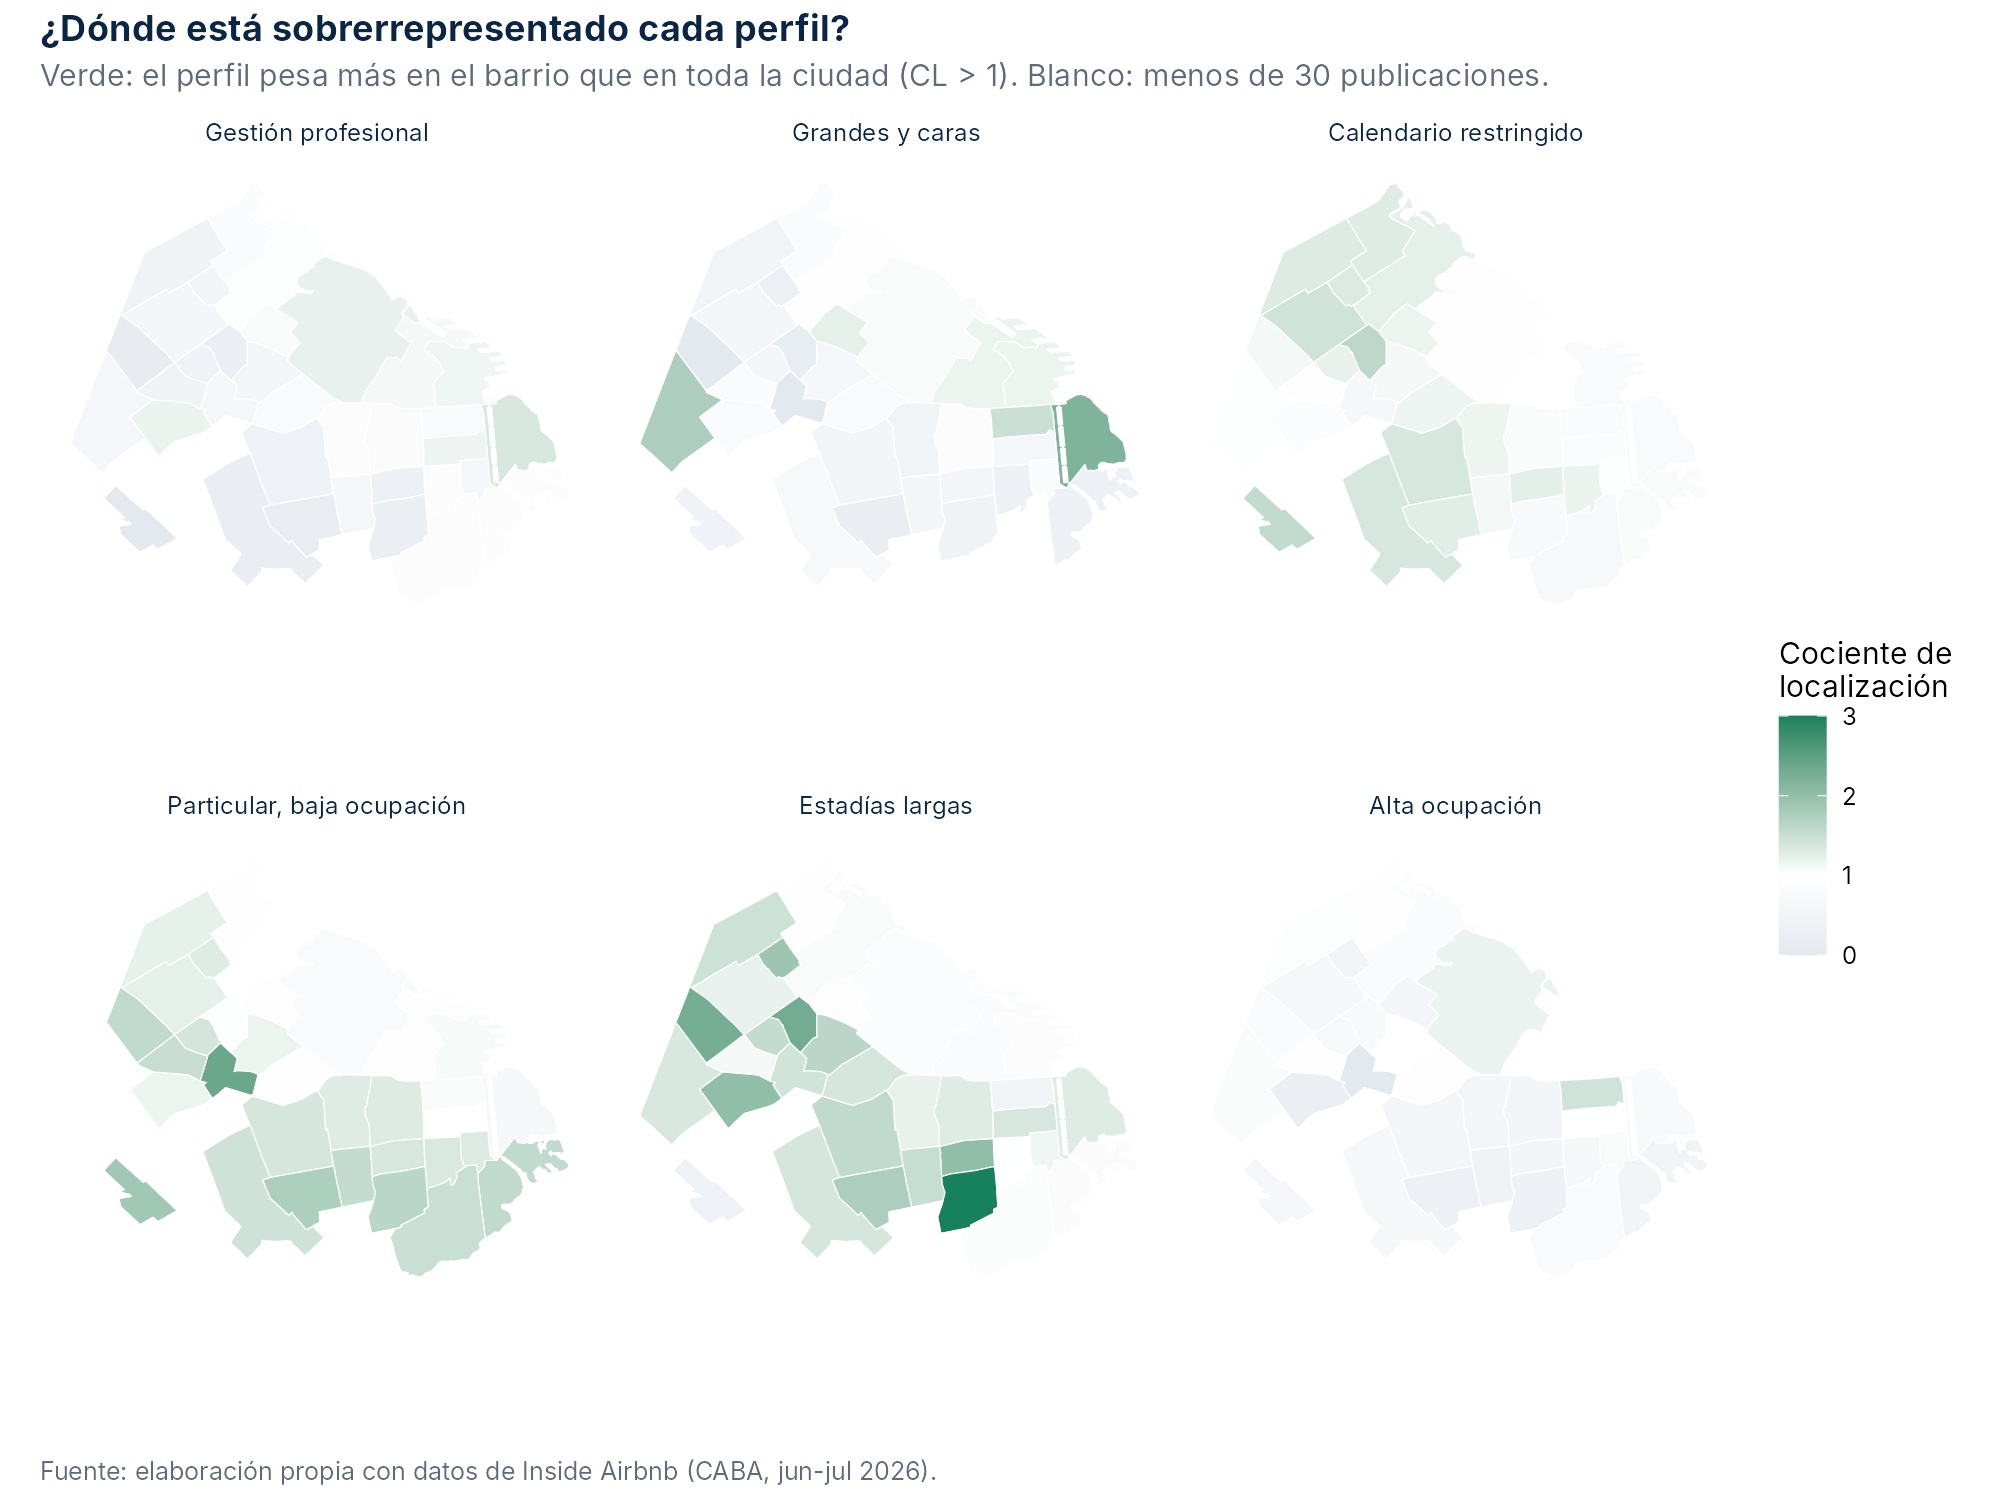 ¿Dónde está sobrerrepresentado cada perfil?
Verde: el perfil pesa más en el barrio que en toda la ciudad (CL > 1). Blanco: menos de 30 publicaciones.
Gestión profesional
Grandes y caras
Calendario restringido
Cociente de
localización
3
2
1
0
Particular, baja ocupación
Estadías largas
Alta ocupación
Fuente: elaboración propia con datos de Inside Airbnb (CABA, jun-jul 2026).